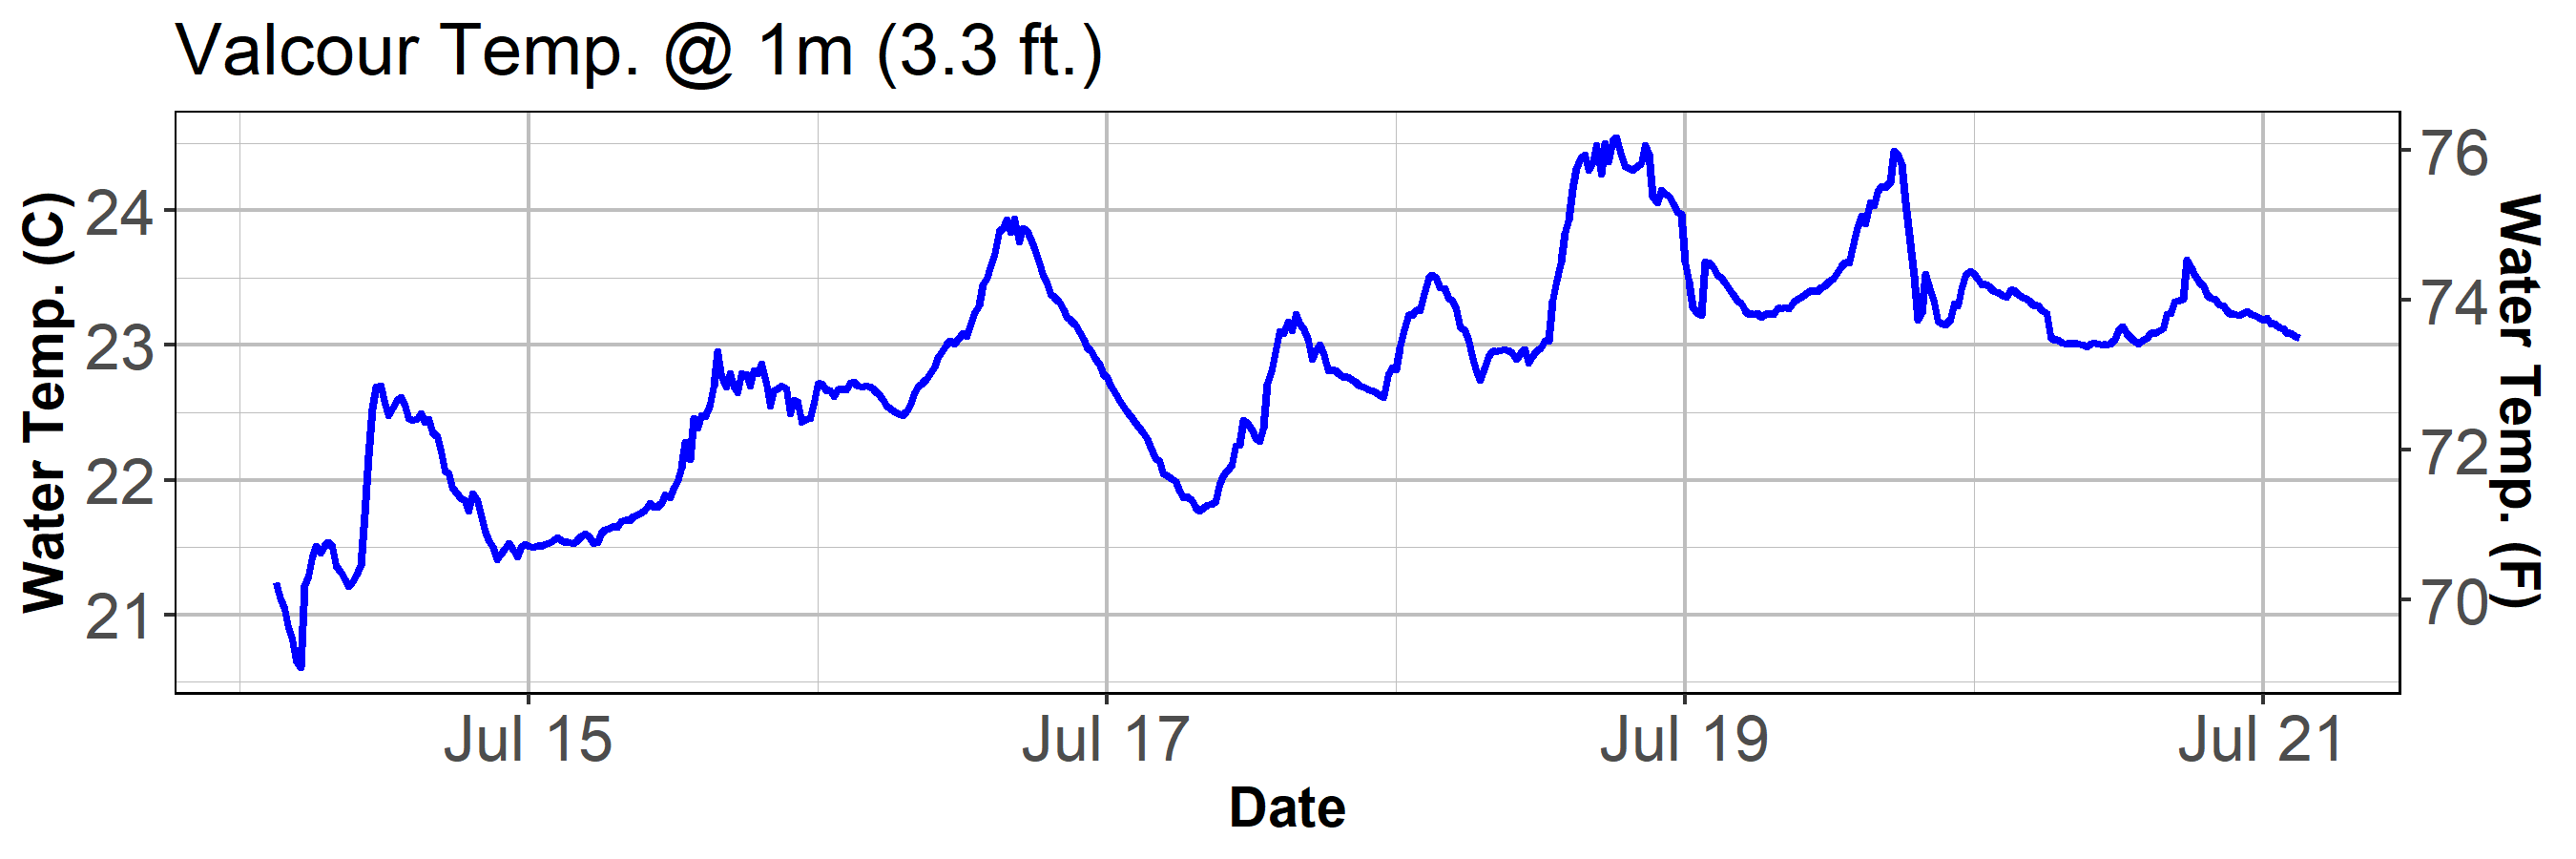 Valcour Temp. @ 1m (3.3 ft.)
Water Temp. (C)
24
23
22
21
76
74
72
70
Water Temp. (F)
Jul 15
Jul 17
Jul 19
Jul 21
Date